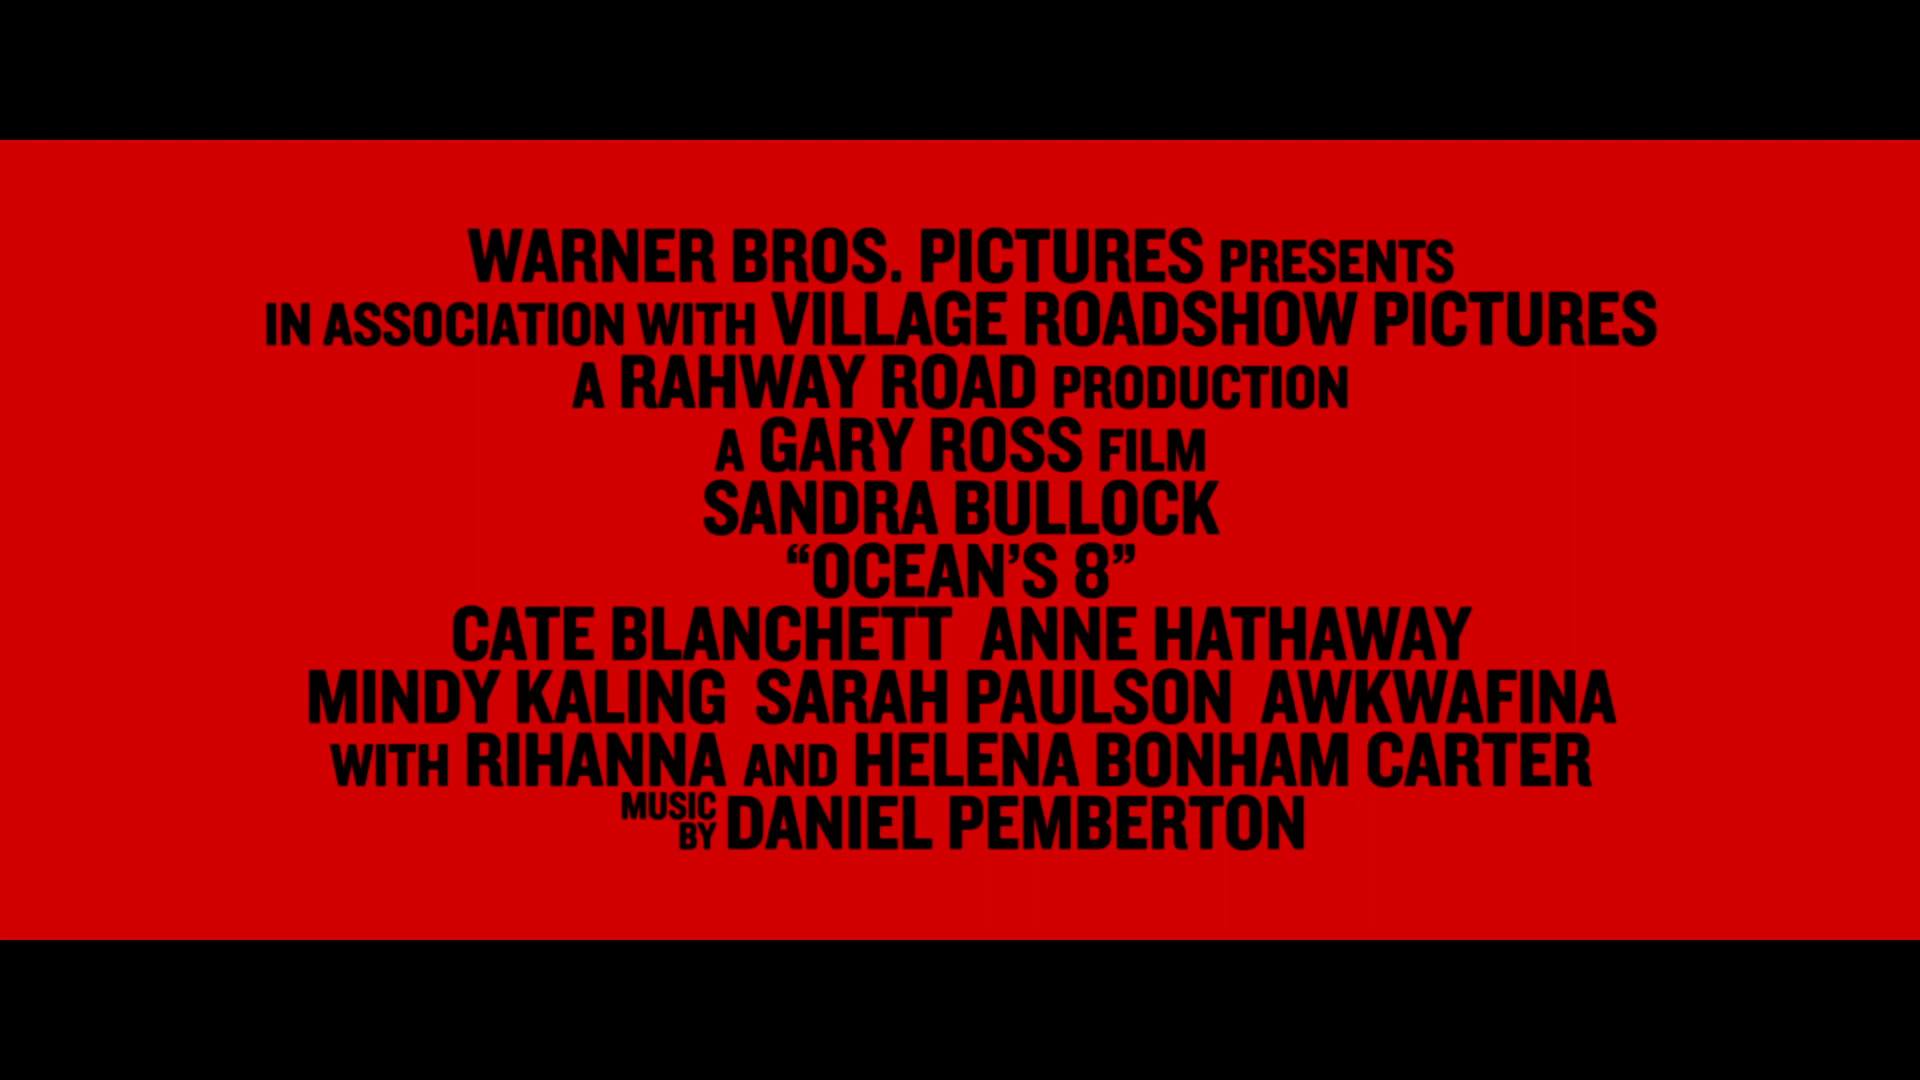 WARNER BROS. PICTURES PRESENTS
IN ASSOCIATION WITH VILLAGE ROADSHOW PICTURES
A RAHWAY ROAD PRODUCTION
A GARY ROSS FILM
SANDRA BULLOCK
“OCEAN’S 8”
CATE BLANCHETT ANNE HATHAWAY
MINDY KALING SARAH PAULSON AWKWAFINA
WITH RIHANNA AND HELENA BONHAM CARTER
MUSIC BY DANIEL PEMBERTON